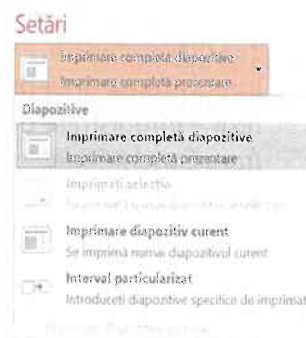 Setări
Imprimare completă diapozitive
Imprimare completă prezentare
Diapozitive
Imprimare completă diapozitive
Imprimare completă prezentare
Imprimați selecția
Imprimare diapozitiv curent
Se imprimă numai diapozitivul curent
Interval particularizat
Introduceți diapozitive specifice de imprimat